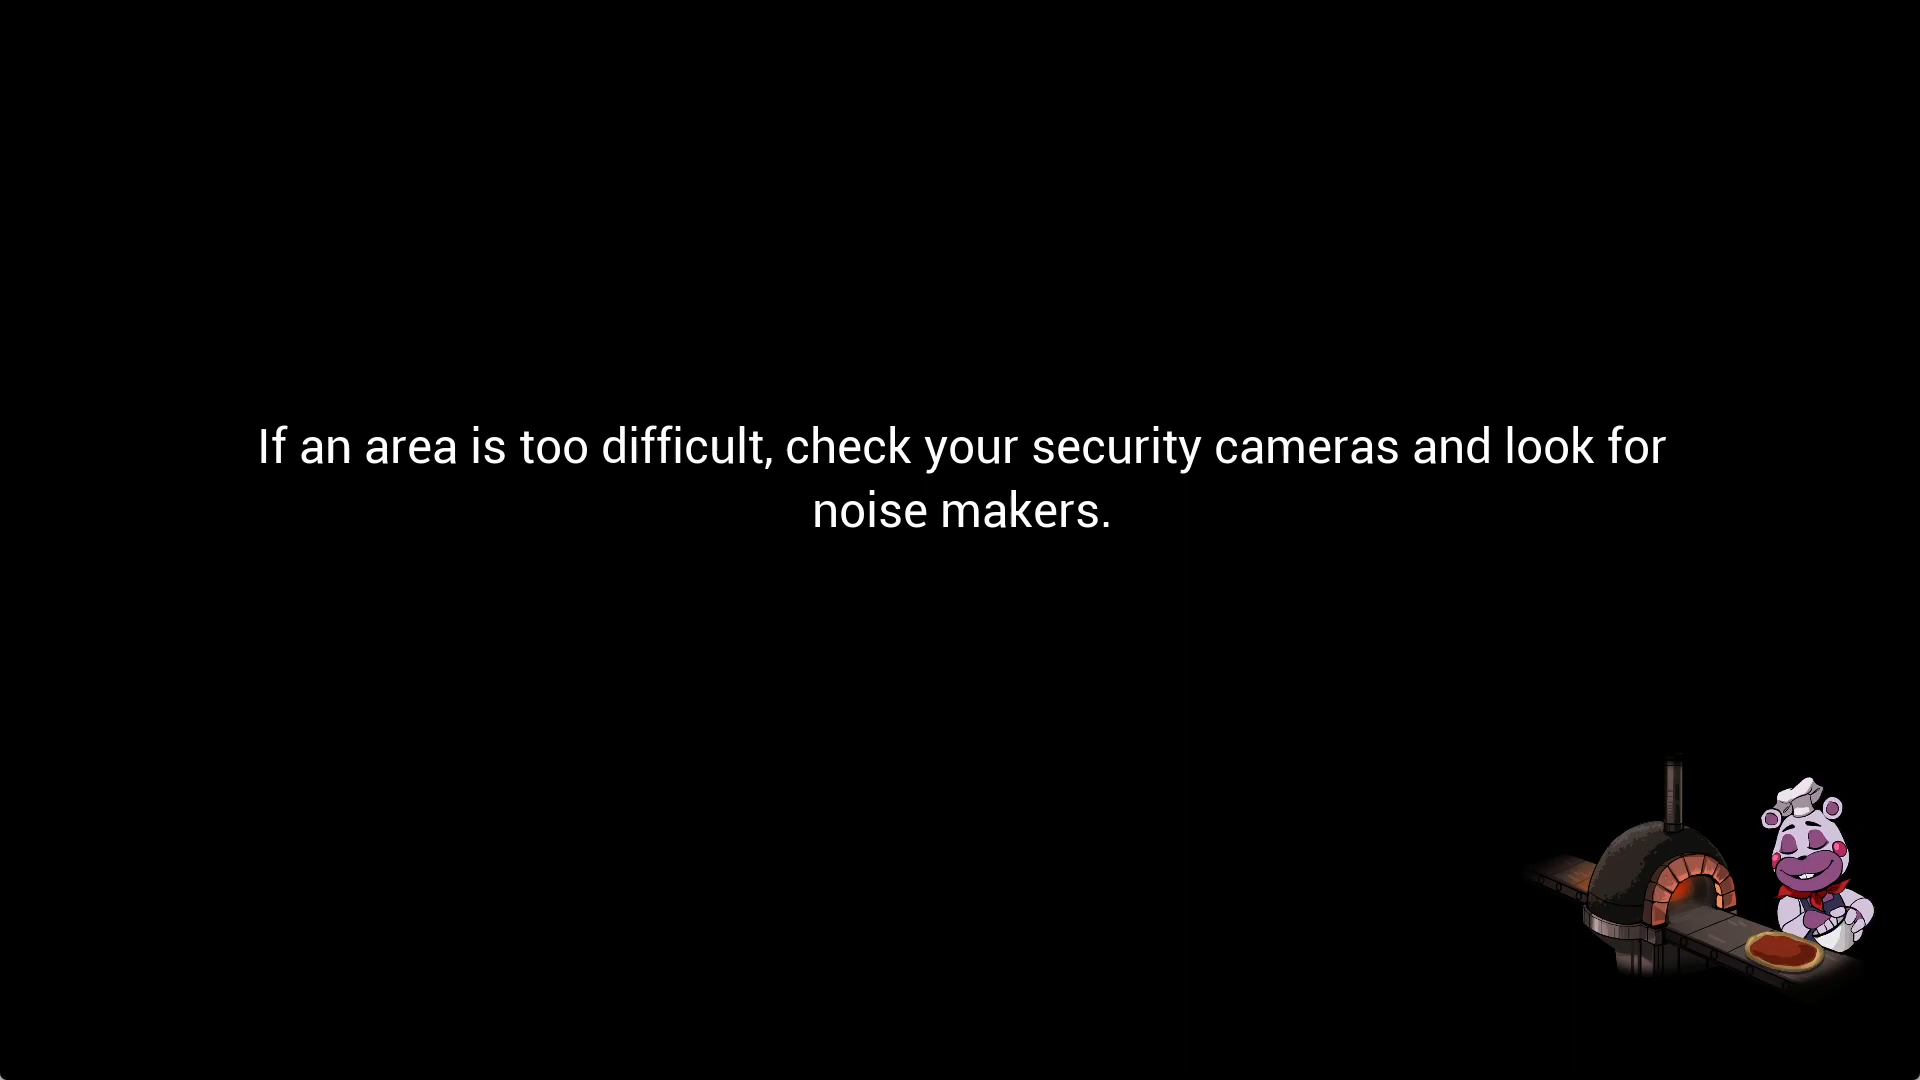 If an area is too difficult, check your security cameras and look for
noise makers.